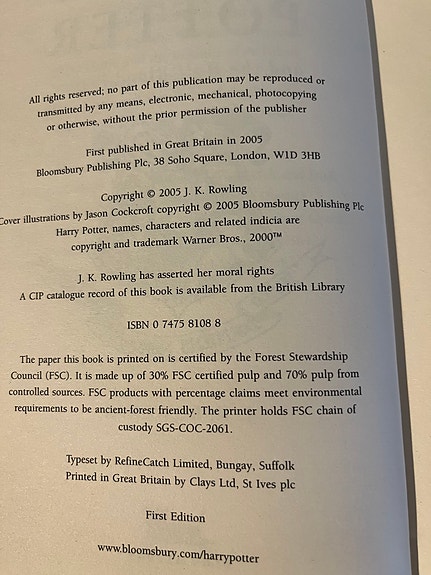 POTTER
All rights reserved; no part of this publication may be reproduced or
transmitted by any means, electronic, mechanical, photocopying
or otherwise, without the prior permission of the publisher
First published in Great Britain in 2005
Bloomsbury Publishing Plc, 38 Soho Square, London, W1D 3HB
Copyright © 2005 J. K. Rowling
Cover illustrations by Jason Cockcroft copyright © 2005 Bloomsbury Publishing Plc
Harry Potter, names, characters and related indicia are
copyright and trademark Warner Bros., 2000™
J. K. Rowling has asserted her moral rights
A CIP catalogue record of this book is available from the British Library
ISBN 0 7475 8108 8
The paper this book is printed on is certified by the Forest Stewardship
Council (FSC). It is made up of 30% FSC certified pulp and 70% pulp from
controlled sources. FSC products with percentage claims meet environmental
requirements to be ancient-forest friendly. The printer holds FSC chain of
custody SGS-COC-2061.
Typeset by RefineCatch Limited, Bungay, Suffolk
Printed in Great Britain by Clays Ltd, St Ives plc
First Edition
www.bloomsbury.com/harrypotter